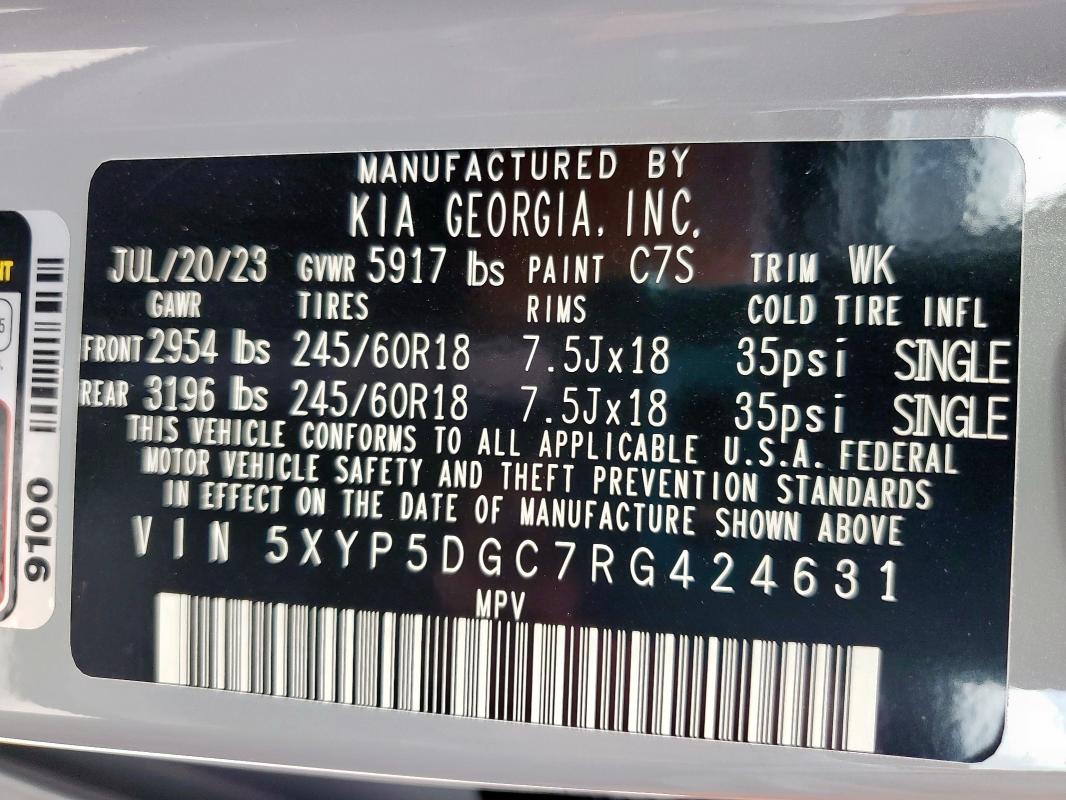 MANUFACTURED BY
KIA GEORGIA, INC.
JUL/20/23 GVWR 5917 lbs PAINT C7S TRIM WK
GAWR TIRES RIMS COLD TIRE INFL
FRONT 2954 lbs 245/60R18 7.5Jx18 35psi SINGLE
REAR 3196 lbs 245/60R18 7.5Jx18 35psi SINGLE
THIS VEHICLE CONFORMS TO ALL APPLICABLE U.S.A. FEDERAL
MOTOR VEHICLE SAFETY AND THEFT PREVENTION STANDARDS
IN EFFECT ON THE DATE OF MANUFACTURE SHOWN ABOVE
VIN 5XYP5DGC7RG424631
MPV
9100